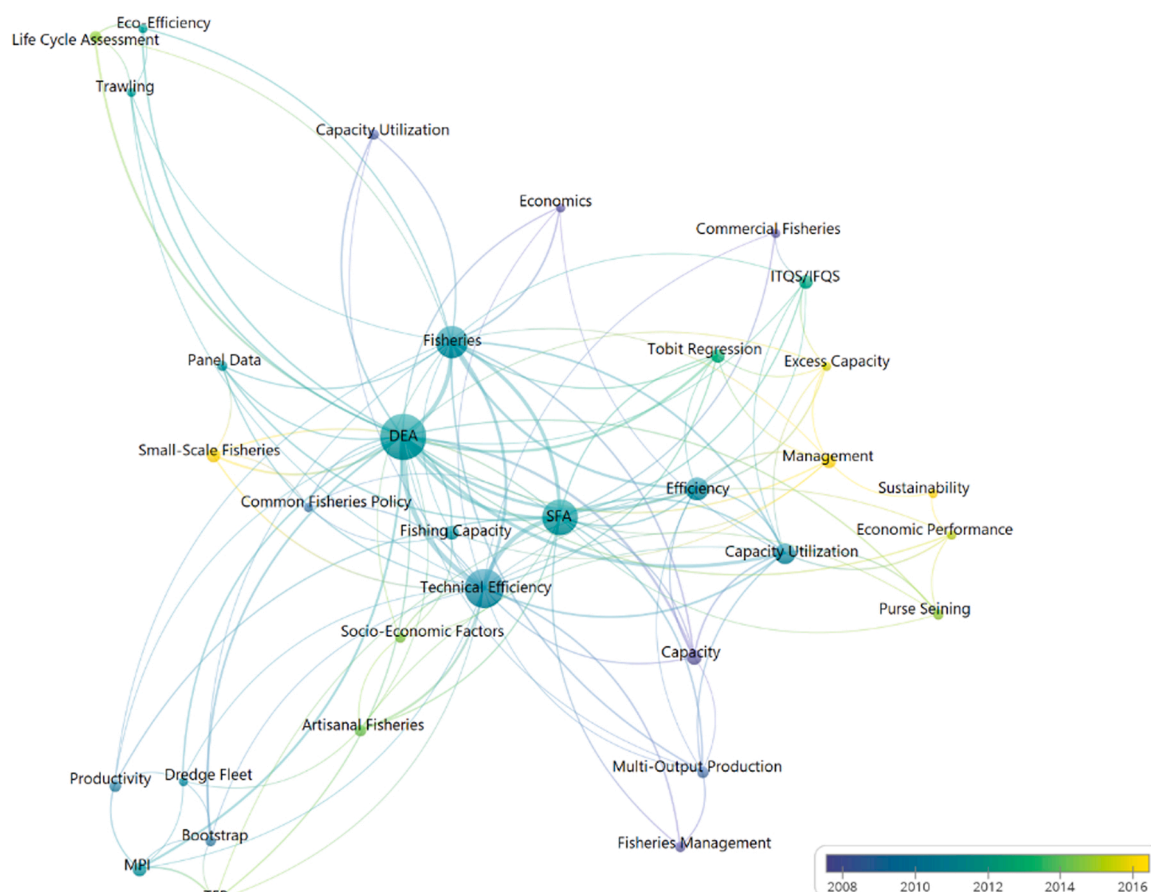 Eco-Efficiency
Life Cycle Assessment
Trawling
Capacity Utilization
Economics
Commercial Fisheries
ITQS/IFQS
Fisheries
Tobit Regression
Panel Data
Excess Capacity
DEA
Small-Scale Fisheries
Management
Efficiency
Sustainability
Common Fisheries Policy
SFA
Fishing Capacity
Economic Performance
Capacity Utilization
Technical Efficiency
Purse Seining
Socio-Economic Factors
Capacity
Artisanal Fisheries
Multi-Output Production
Productivity
Dredge Fleet
Bootstrap
Fisheries Management
MPI
2008 2010 2012 2014 2016